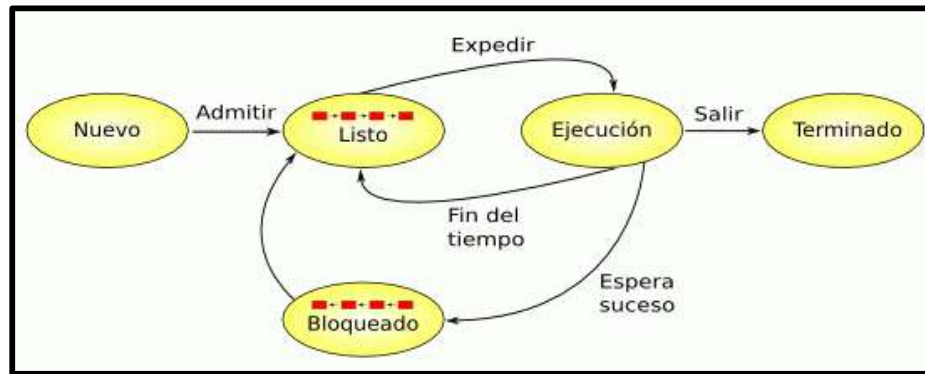 Expedir
Nuevo
Admitir
Listo
Ejecución
Salir
Terminado
Fin del
tiempo
Espera
suceso
Bloqueado